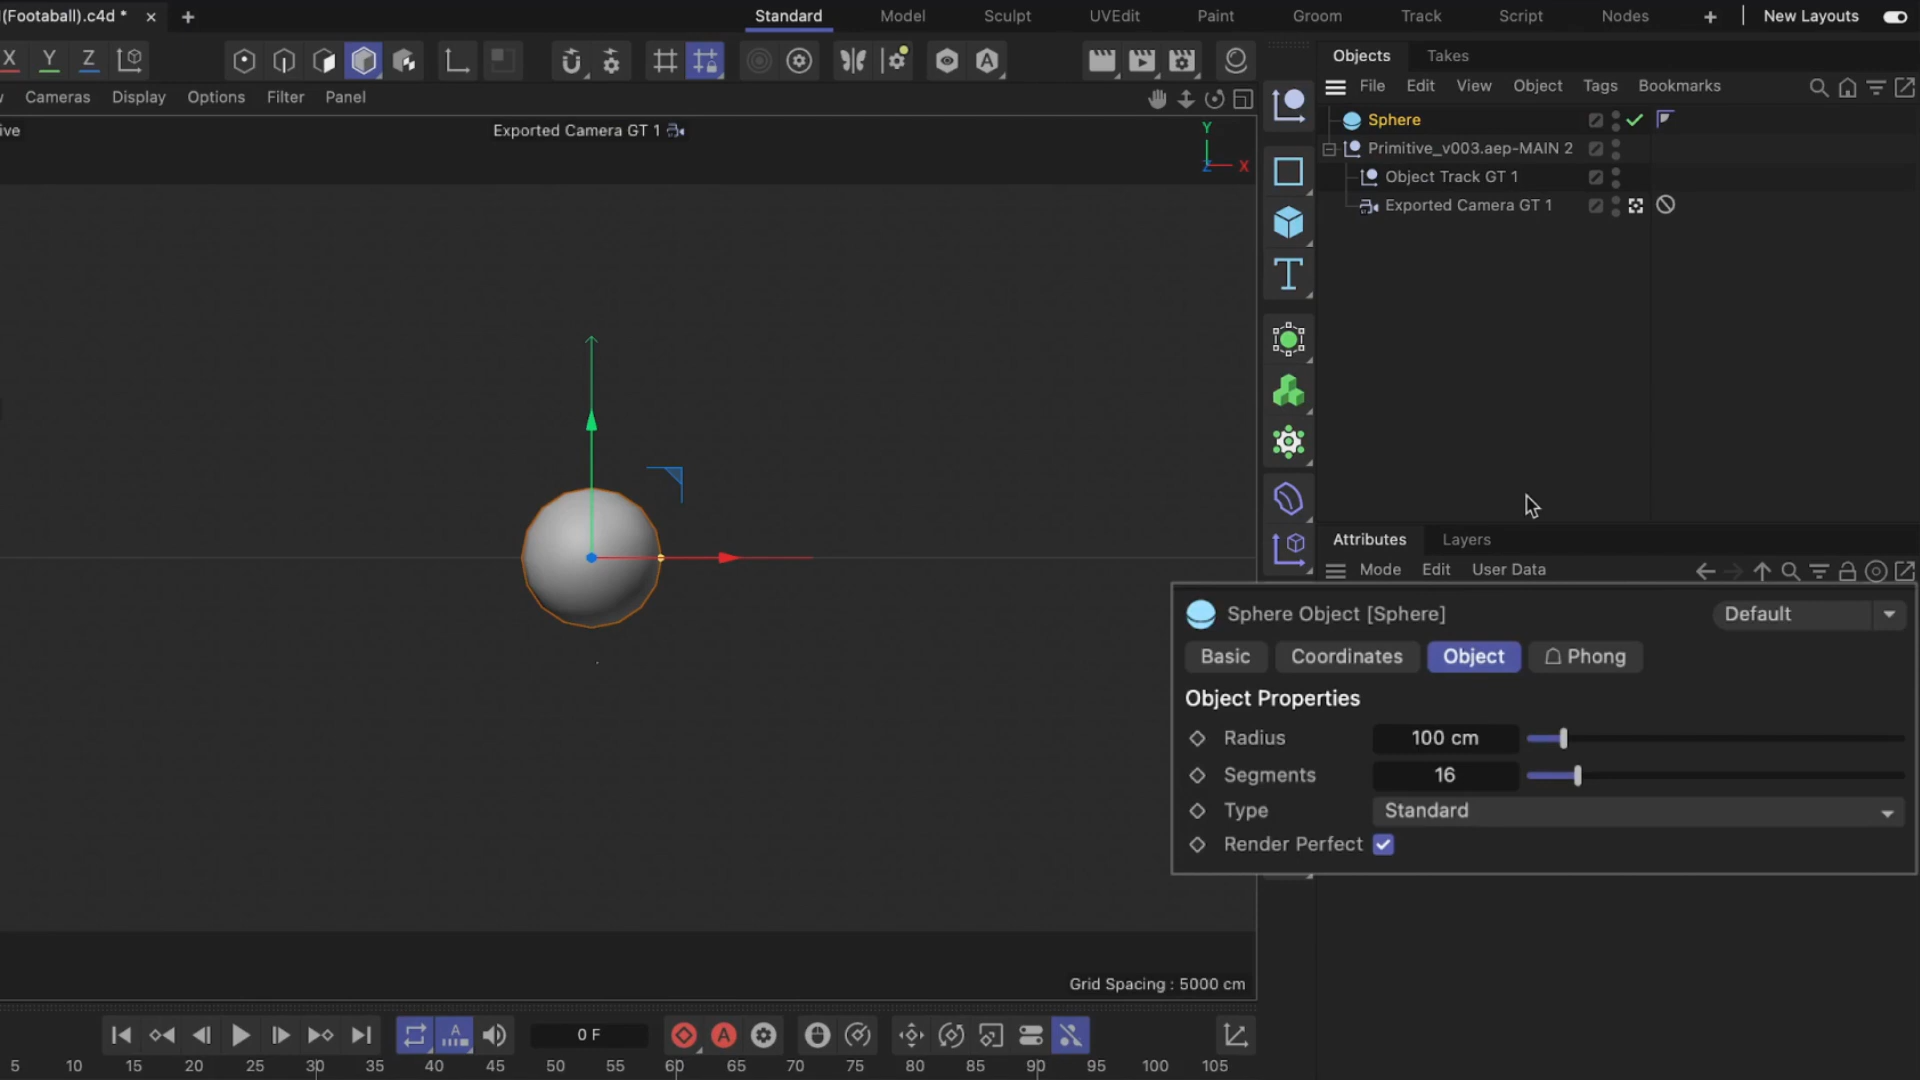 (Footaball).c4d *
Standard
Model
Sculpt
UVEdit
Paint
Groom
Track
Script
Nodes
New Layouts
X Y Z
Objects
Takes
File Edit View Object Tags Bookmarks
Cameras Display Options Filter Panel
ive
Exported Camera GT 1
Y
Z X
Sphere
Primitive_v003.aep-MAIN 2
Object Track GT 1
Exported Camera GT 1
Attributes
Layers
Mode Edit User Data
Sphere Object [Sphere]
Default
Basic
Coordinates
Object
Phong
Object Properties
Radius 100 cm
Segments 16
Type Standard
Render Perfect
Grid Spacing : 5000 cm
A
0 F
A
5 10 15 20 25 30 35 40 45 50 55 60 65 70 75 80 85 90 95 100 105